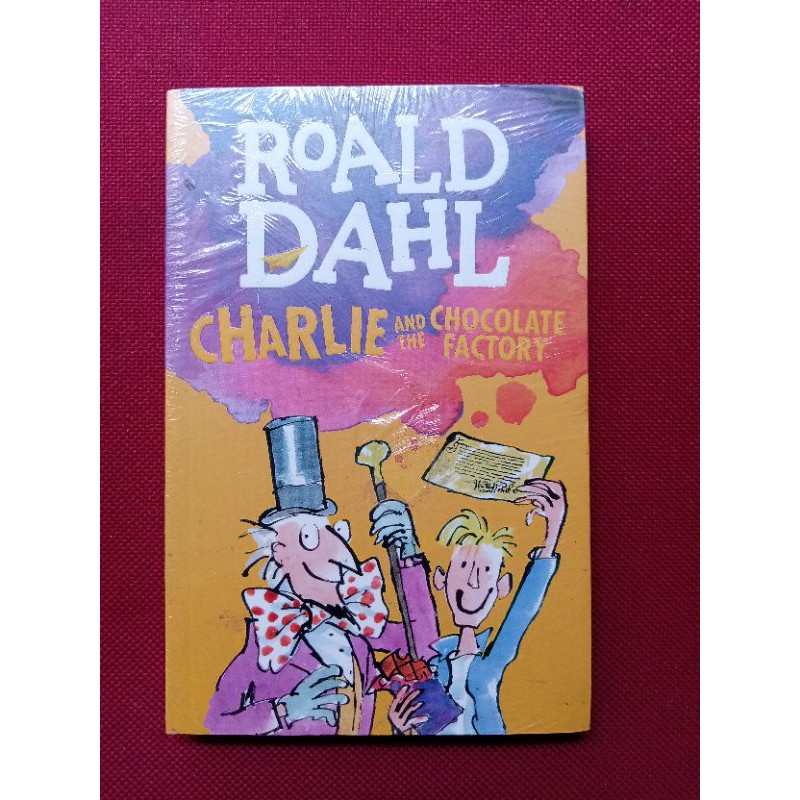 ROALD
DAHL
CHARLIE AND THE CHOCOLATE FACTORY